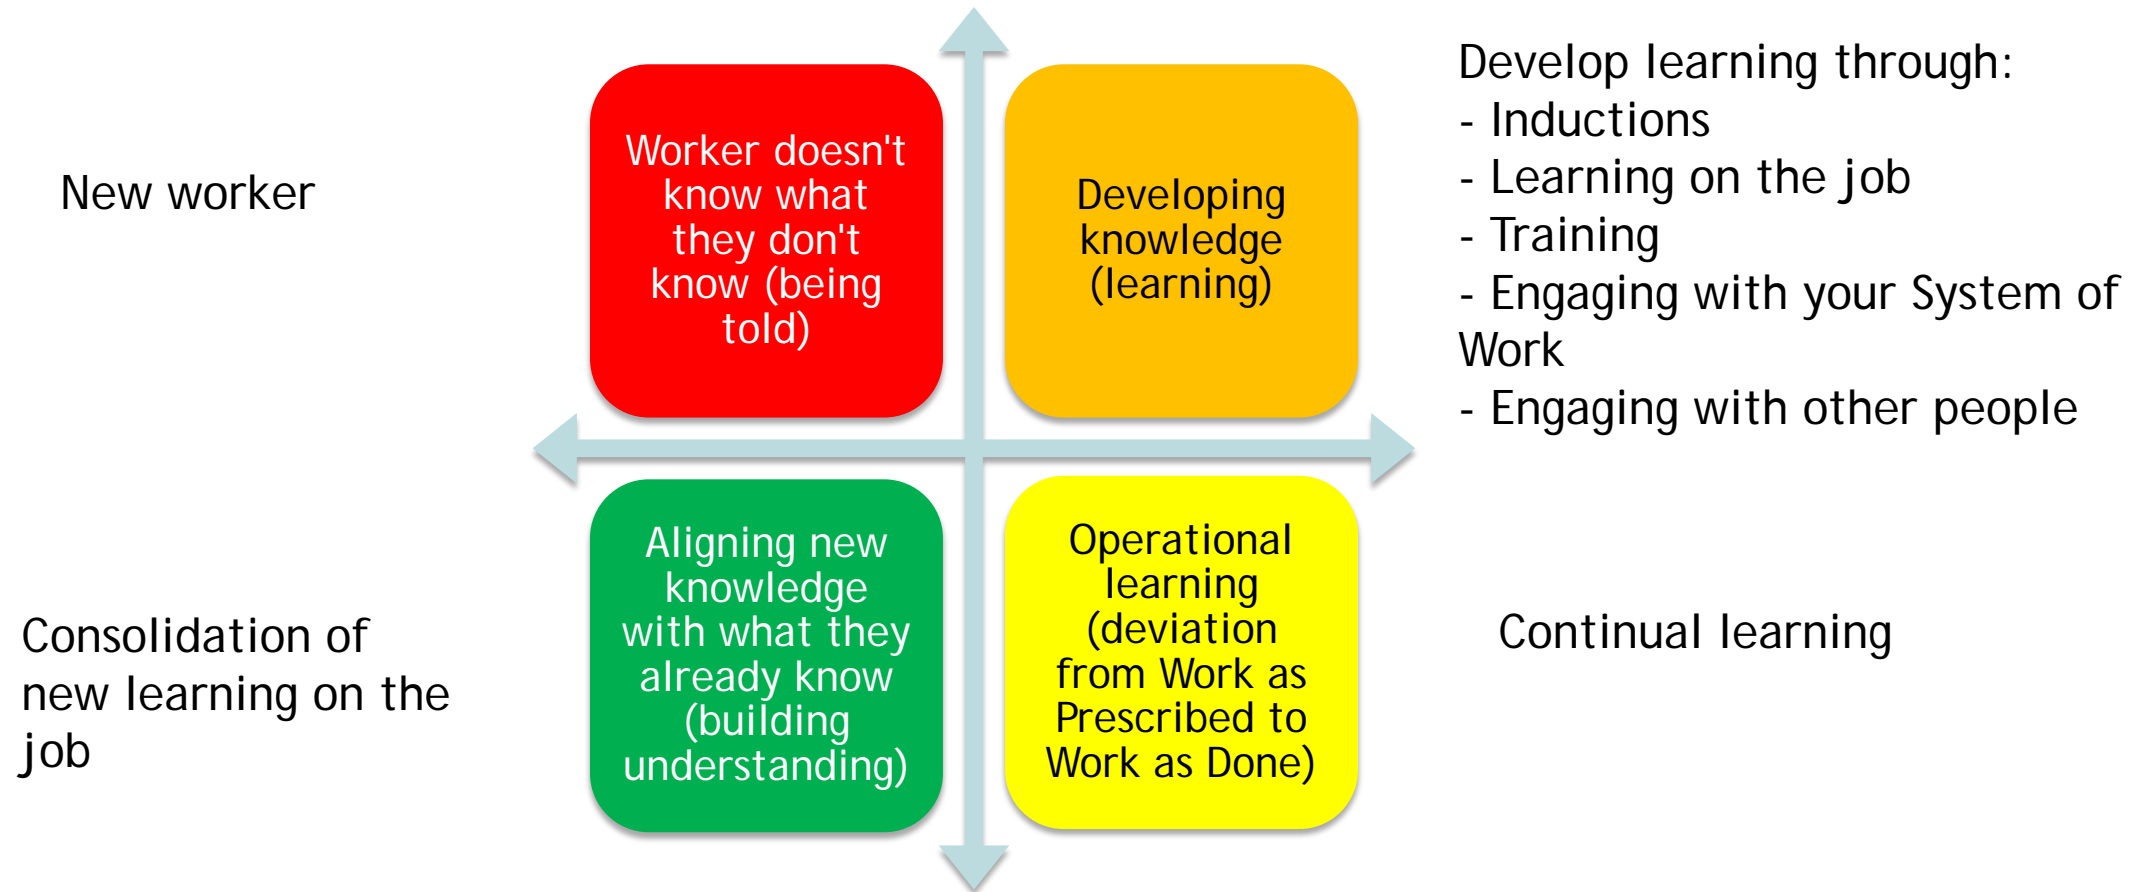 New worker
Worker doesn't
know what
they don't
know (being
told)
Developing
knowledge
(learning)
Develop learning through:
- Inductions
- Learning on the job
- Training
- Engaging with your System of
Work
- Engaging with other people
Consolidation of
new learning on the
job
Aligning new
knowledge
with what they
already know
(building
understanding)
Operational
learning
(deviation
from Work as
Prescribed to
Work as Done)
Continual learning